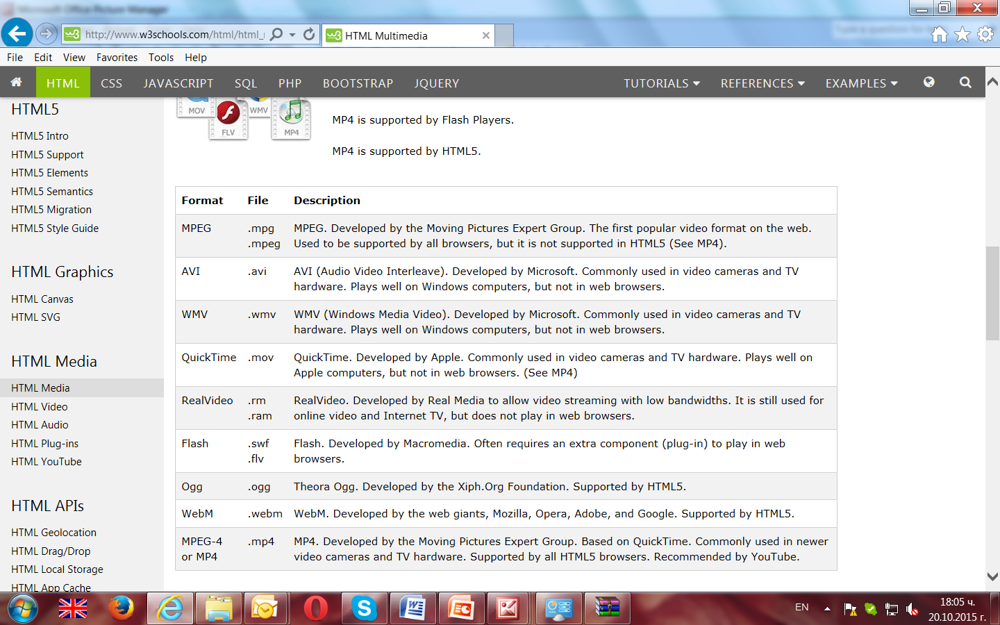 Microsoft Office Picture Manager
http://www.w3schools.com/html/html_
HTML Multimedia
File Edit View Favorites Tools Help
HTML CSS JAVASCRIPT SQL PHP BOOTSTRAP JQUERY TUTORIALS REFERENCES EXAMPLES
HTML5
HTML5 Intro
HTML5 Support
HTML5 Elements
HTML5 Semantics
HTML5 Migration
HTML5 Style Guide
HTML Graphics
HTML Canvas
HTML SVG
HTML Media
HTML Media
HTML Video
HTML Audio
HTML Plug-ins
HTML YouTube
HTML APIs
HTML Geolocation
HTML Drag/Drop
HTML Local Storage
HTML App Cache
MOV WMV
FLV MP4
MP4 is supported by Flash Players.
MP4 is supported by HTML5.
Format File Description
MPEG .mpg MPEG. Developed by the Moving Pictures Expert Group. The first popular video format on the web.
.mpeg Used to be supported by all browsers, but it is not supported in HTML5 (See MP4).
AVI .avi AVI (Audio Video Interleave). Developed by Microsoft. Commonly used in video cameras and TV
hardware. Plays well on Windows computers, but not in web browsers.
WMV .wmv WMV (Windows Media Video). Developed by Microsoft. Commonly used in video cameras and TV
hardware. Plays well on Windows computers, but not in web browsers.
QuickTime .mov QuickTime. Developed by Apple. Commonly used in video cameras and TV hardware. Plays well on
Apple computers, but not in web browsers. (See MP4)
RealVideo .rm RealVideo. Developed by Real Media to allow video streaming with low bandwidths. It is still used for
.ram online video and Internet TV, but does not play in web browsers.
Flash .swf Flash. Developed by Macromedia. Often requires an extra component (plug-in) to play in web
.flv browsers.
Ogg .ogg Theora Ogg. Developed by the Xiph.Org Foundation. Supported by HTML5.
WebM .webm WebM. Developed by the web giants, Mozilla, Opera, Adobe, and Google. Supported by HTML5.
MPEG-4 .mp4 MP4. Developed by the Moving Pictures Expert Group. Based on QuickTime. Commonly used in newer
or MP4 video cameras and TV hardware. Supported by all HTML5 browsers. Recommended by YouTube.
EN
18:05 ч.
20.10.2015 г.